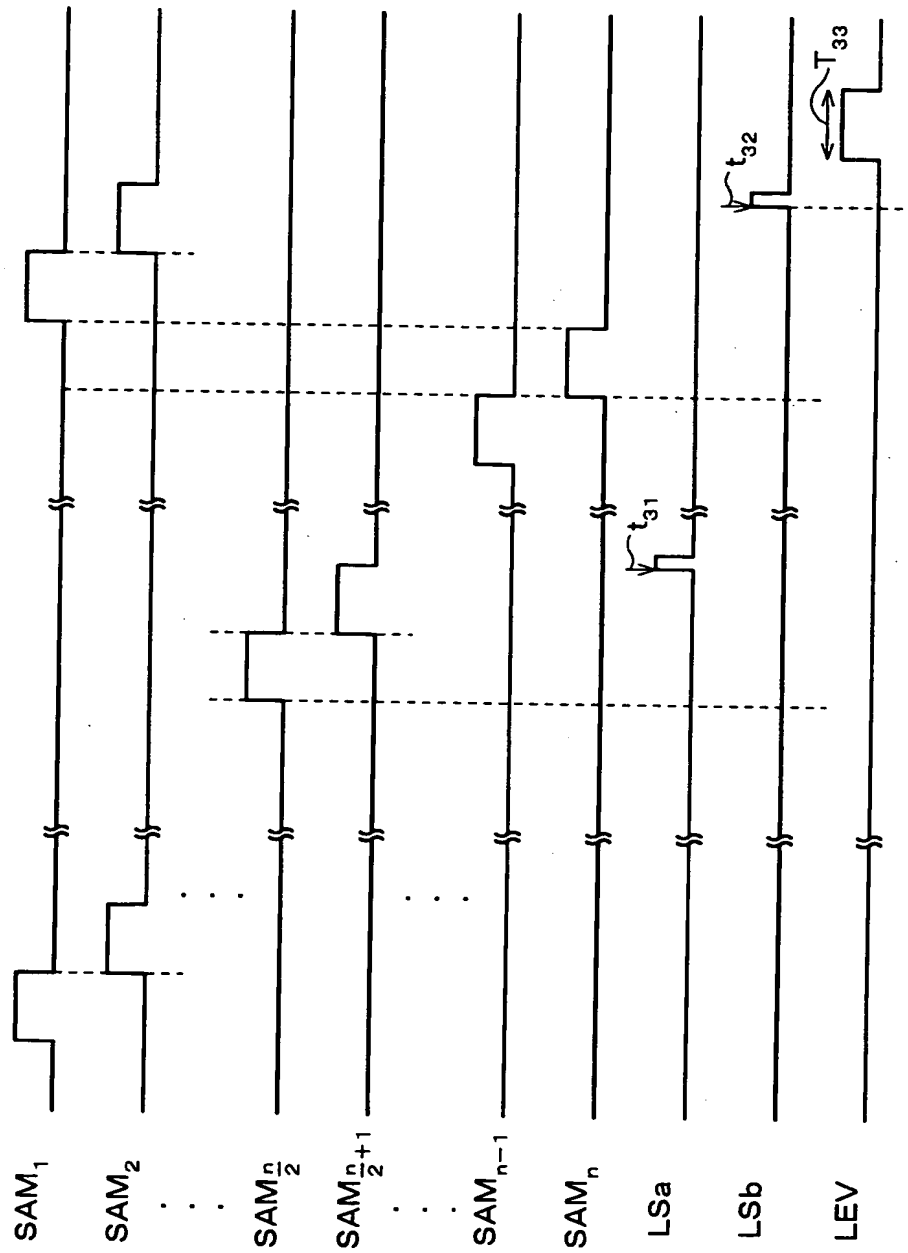 SAM1
SAM2
. . .
SAMn/2
SAMn/2+1
. . .
SAMn-1
SAMn
LSa
LSb
LEV
. . .
. . .
t31
t32
T33